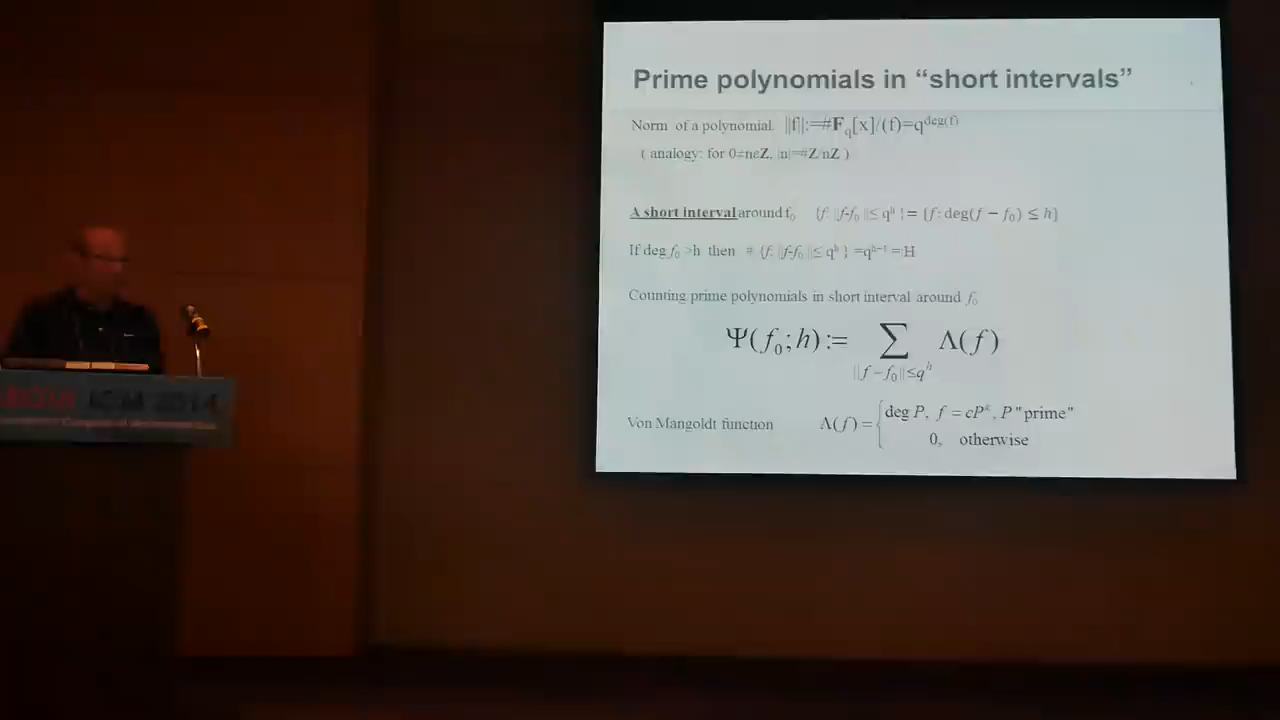 Prime polynomials in “short intervals”
Norm of a polynomial. ||f||:=#F_q[x]/(f)=q^deg(f)
( analogy: for 0≠nεZ, |n|=#Z/nZ )
A short interval around f_0 {f: ||f-f_0 ||≤ q^h } = {f: deg(f − f_0) ≤ h}
If deg f_0 >h then # {f: ||f-f_0 ||≤ q^h } =q^h+1 =:H
Counting prime polynomials in short interval around f_0
Ψ(f_0;h) := ∑ Λ(f)
||f−f_0||≤q^h
Von Mangoldt function Λ(f) = { deg P, f = cP^k, P "prime"
0, otherwise
ICM 2014